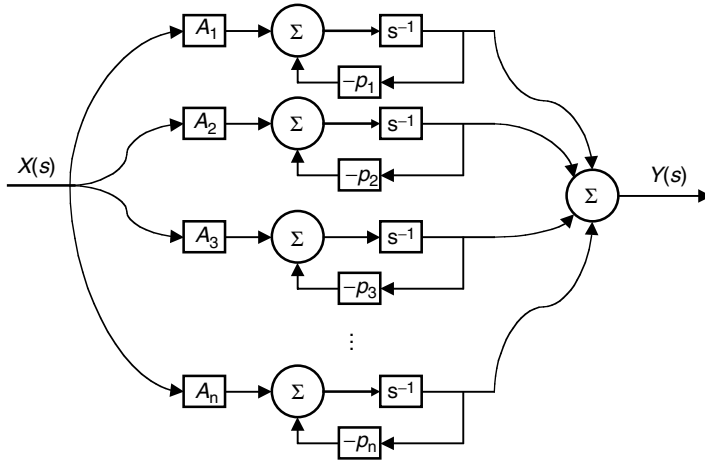 A₁ Σ s⁻¹
−p₁
A₂ Σ s⁻¹
−p₂
X(s) Σ Y(s)
A₃ Σ s⁻¹
−p₃
⋮
Aₙ Σ s⁻¹
−pₙ